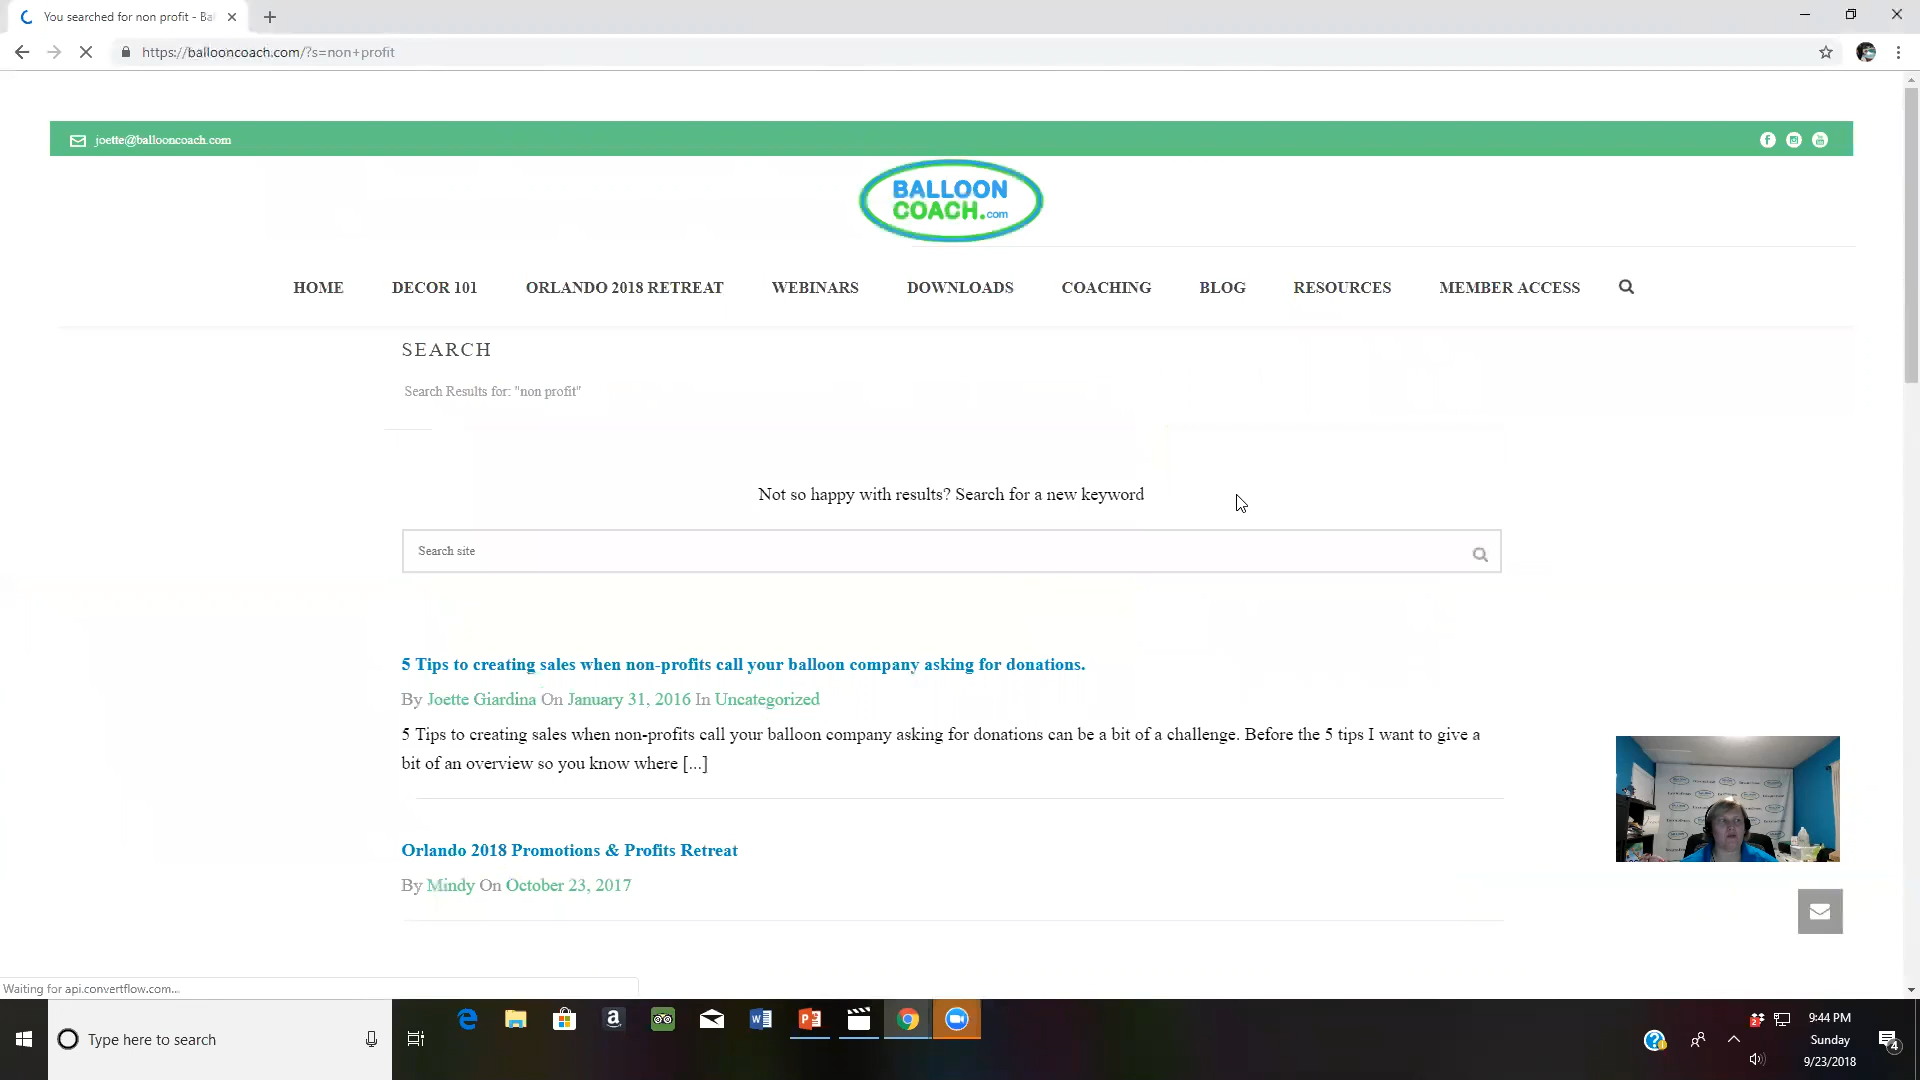 You searched for non profit - Ba
https://ballooncoach.com/?s=non+profit
joette@ballooncoach.com
BALLOON
COACH.com
HOME DECOR 101 ORLANDO 2018 RETREAT WEBINARS DOWNLOADS COACHING BLOG RESOURCES MEMBER ACCESS
SEARCH
Search Results for: "non profit"
Not so happy with results? Search for a new keyword
Search site
5 Tips to creating sales when non-profits call your balloon company asking for donations.
By Joette Giardina On January 31, 2016 In Uncategorized
5 Tips to creating sales when non-profits call your balloon company asking for donations can be a bit of a challenge. Before the 5 tips I want to give a
bit of an overview so you know where [...]
Orlando 2018 Promotions & Profits Retreat
By Mindy On October 23, 2017
Waiting for api.convertflow.com...
Type here to search
9:44 PM
Sunday
9/23/2018
4